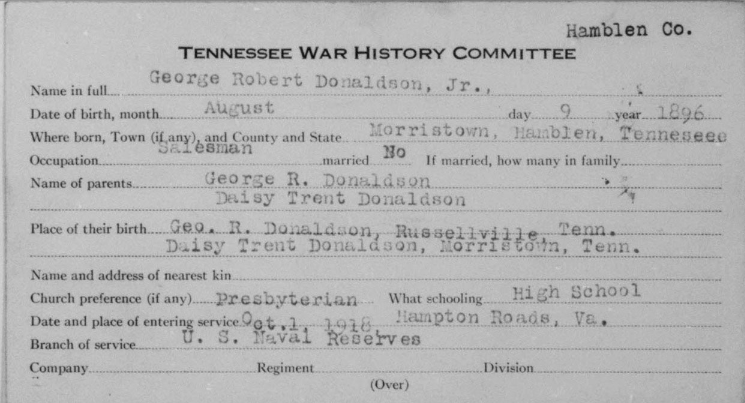 Hamblen Co.
TENNESSEE WAR HISTORY COMMITTEE
Name in full George Robert Donaldson, Jr.,
Date of birth, month August day 9 year 1896
Where born, Town (if any), and County and State Morristown, Hamblen, Tennesee
Occupation Salesman married No If married, how many in family
Name of parents George R. Donaldson
Daisy Trent Donaldson
Place of their birth Geo. R. Donaldson, Russellville, Tenn.
Daisy Trent Donaldson, Morristown, Tenn.
Name and address of nearest kin
Church preference (if any) Presbyterian What schooling High School
Date and place of entering service Oct. 1, 1918, Hampton Roads, Va.
Branch of service U. S. Naval Reserves
Company Regiment Division
(Over)